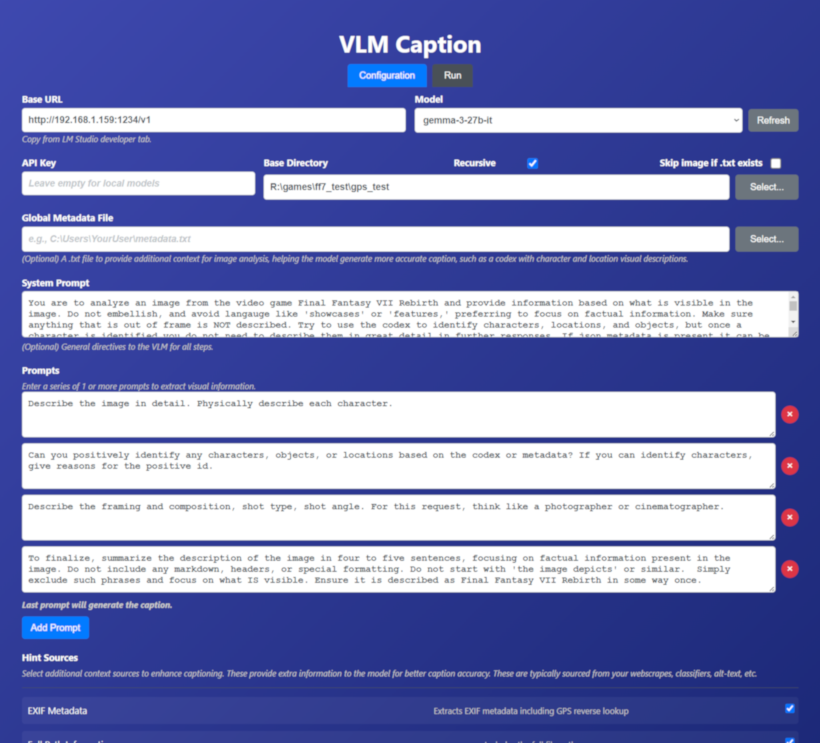 VLM Caption
Configuration
Run
Base URL
Model
http://192.168.1.159:1234/v1
gemma-3-27b-it
Refresh
Copy from LM Studio developer tab.
API Key
Base Directory
Recursive
Skip image if .txt exists
Leave empty for local models
R:\games\ff7_test\gps_test
Select...
Global Metadata File
e.g., C:\Users\YourUser\metadata.txt
Select...
(Optional) A .txt file to provide additional context for image analysis, helping the model generate more accurate caption, such as a codex with character and location visual descriptions.
System Prompt
You are to analyze an image from the video game Final Fantasy VII Rebirth and provide information based on what is visible in the
image. Do not embellish, and avoid langauge like 'showcases' or 'features,' preferring to focus on factual information. Make sure
anything that is out of frame is NOT described. Try to use the codex to identify characters, locations, and objects, but once a
character is identified you do not need to describe them in great detail in further responses. If json metadata is present it can be
(Optional) General directives to the VLM for all steps.
Prompts
Enter a series of 1 or more prompts to extract visual information.
Describe the image in detail. Physically describe each character.
Can you positively identify any characters, objects, or locations based on the codex or metadata? If you can identify characters,
give reasons for the positive id.
Describe the framing and composition, shot type, shot angle. For this request, think like a photographer or cinematographer.
To finalize, summarize the description of the image in four to five sentences, focusing on factual information present in the
image. Do not include any markdown, headers, or special formatting. Do not start with 'the image depicts' or similar.  Simply
exclude such phrases and focus on what IS visible. Ensure it is described as Final Fantasy VII Rebirth in some way once.
Last prompt will generate the caption.
Add Prompt
Hint Sources
Select additional context sources to enhance captioning. These provide extra information to the model for better caption accuracy. These are typically sourced from your webscrapes, classifiers, alt-text, etc.
EXIF Metadata
Extracts EXIF metadata including GPS reverse lookup